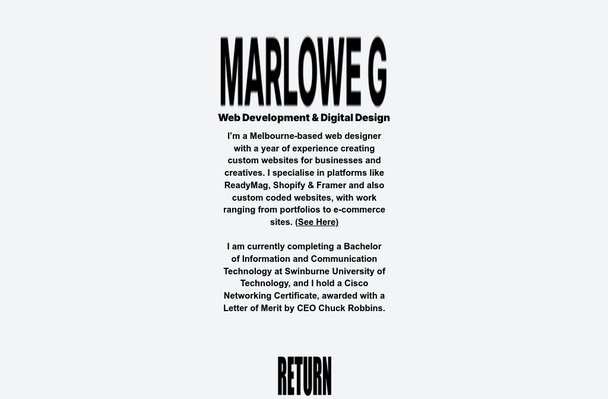 MARLOWE G
Web Development & Digital Design
I'm a Melbourne-based web designer
with a year of experience creating
custom websites for businesses and
creatives. I specialise in platforms like
ReadyMag, Shopify & Framer and also
custom coded websites, with work
ranging from portfolios to e-commerce
sites. (See Here)
I am currently completing a Bachelor
of Information and Communication
Technology at Swinburne University of
Technology, and I hold a Cisco
Networking Certificate, awarded with a
Letter of Merit by CEO Chuck Robbins.
RETURN